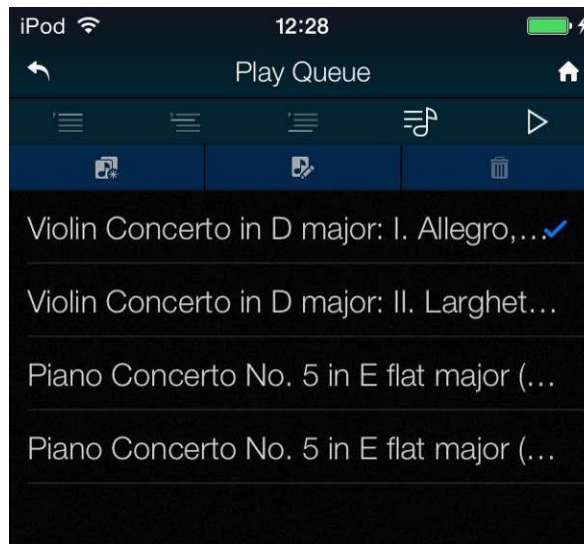 iPod 12:28
Play Queue
Violin Concerto in D major: I. Allegro,...
Violin Concerto in D major: II. Larghet...
Piano Concerto No. 5 in E flat major (...
Piano Concerto No. 5 in E flat major (...